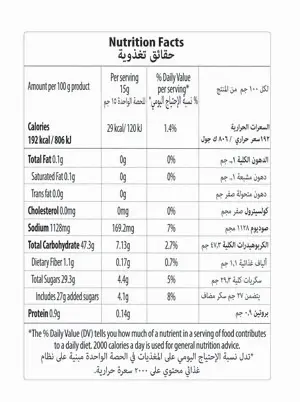 Nutrition Facts
حقائق تغذوية
Amount per 100 g product | Per serving 15g للحصة الواحدة ١٥ جم | % Daily Value per serving* % نسبة الإحتياج اليومي* | لكل ١٠٠ جم من المنتج
Calories 192 kcal / 806 kJ | 29 kcal/ 120 kJ | 1.4% | السعرات الحرارية ١٩٢سعر حراري / ٨٠٦ ك جول
Total Fat 0.1g | 0g | 0% | الدهون الكلية ٠,١ جم
Saturated Fat 0.1g | 0g | 0% | دهون مشبعة ٠,١ جم
Trans fat 0.0g | 0g | دهون متحولة صفر جم
Cholesterol 0.0mg | 0mg | 0% | كوليستيرول صفر مجم
Sodium 1128mg | 169.2mg | 7% | صوديوم ١١٢٨ مجم
Total Carbohydrate 47.3g | 7.13g | 2.7% | الكربوهيدرات الكلية ٤٧,٣ جم
Dietary Fiber 1.1g | 0.17g | 0.7% | ألياف غذائية ١,١ جم
Total Sugars 29.3g | 4.4g | 5% | سكريات كلية ٢٩,٣ جم
Includes 27g added sugars | 4.1g | 8% | يتضمن ٢٧ جم سكر مضاف
Protein 0.9g | 0.14g | بروتين ٠,٩ جم
*The % Daily Value (DV) tells you how much of a nutrient in a serving of food contributes
to a daily diet. 2000 calories a day is used for general nutrition advice.
*تدل نسبة الإحتياج اليومي على المغذيات في الحصة الواحدة مبنية على نظام
غذائي محتوي على ٢٠٠٠ سعرة حرارية.